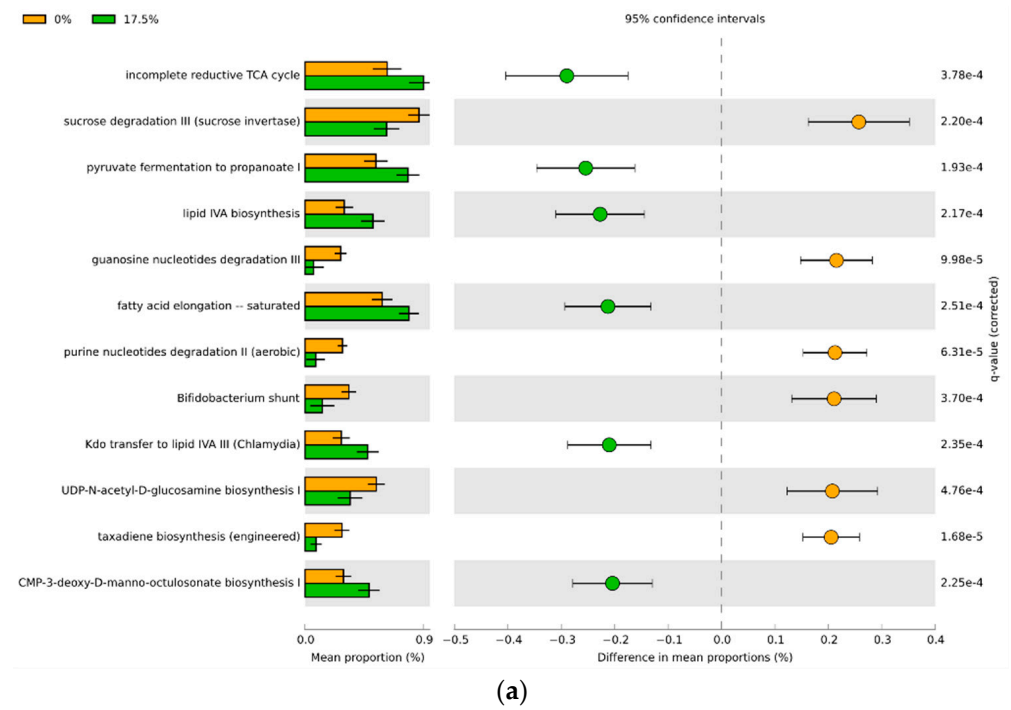 0% 17.5% 95% confidence intervals
incomplete reductive TCA cycle 3.78e-4
sucrose degradation III (sucrose invertase) 2.20e-4
pyruvate fermentation to propanoate I 1.93e-4
lipid IVA biosynthesis 2.17e-4
guanosine nucleotides degradation III 9.98e-5
fatty acid elongation -- saturated 2.51e-4
purine nucleotides degradation II (aerobic) 6.31e-5
Bifidobacterium shunt 3.70e-4
Kdo transfer to lipid IVA III (Chlamydia) 2.35e-4
UDP-N-acetyl-D-glucosamine biosynthesis I 4.76e-4
taxadiene biosynthesis (engineered) 1.68e-5
CMP-3-deoxy-D-manno-octulosonate biosynthesis I 2.25e-4
q-value (corrected)
0.0 0.9 −0.5 −0.4 −0.3 −0.2 −0.1 0.0 0.1 0.2 0.3 0.4
Mean proportion (%) Difference in mean proportions (%)
(a)